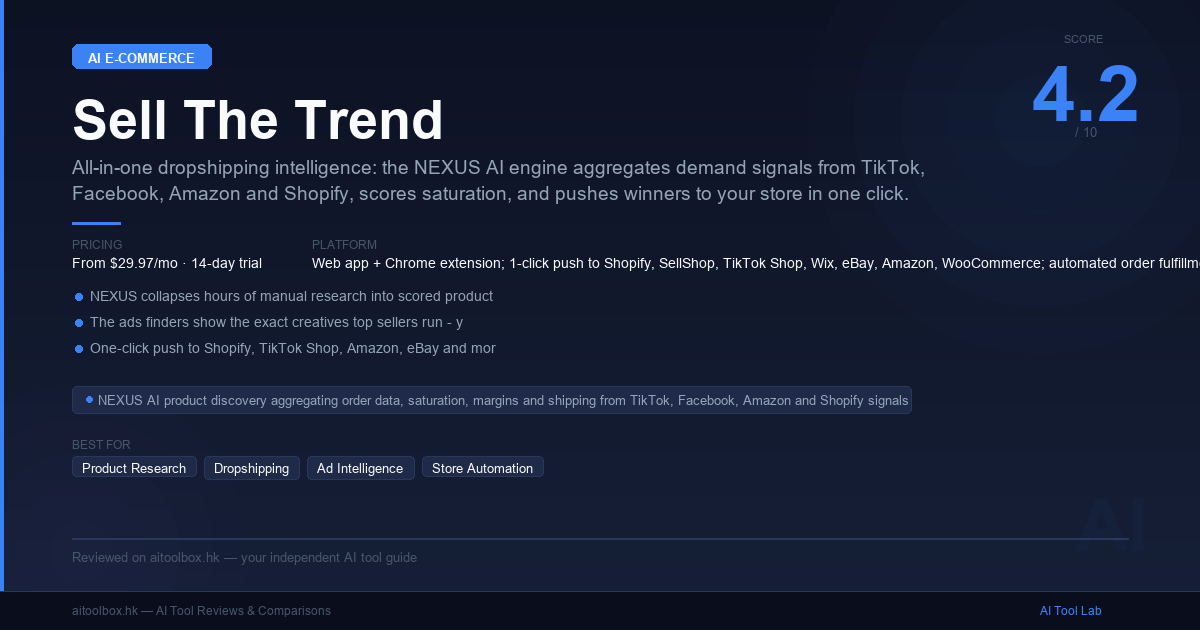 AI E-COMMERCE
SCORE
4.2
/ 10
Sell The Trend
All-in-one dropshipping intelligence: the NEXUS AI engine aggregates demand signals from TikTok,
Facebook, Amazon and Shopify, scores saturation, and pushes winners to your store in one click.
PRICING
From $29.97/mo · 14-day trial
PLATFORM
Web app + Chrome extension; 1-click push to Shopify, SellShop, TikTok Shop, Wix, eBay, Amazon, WooCommerce; automated order fulfillm
NEXUS collapses hours of manual research into scored product
The ads finders show the exact creatives top sellers run - y
One-click push to Shopify, TikTok Shop, Amazon, eBay and mor
NEXUS AI product discovery aggregating order data, saturation, margins and shipping from TikTok, Facebook, Amazon and Shopify signals
BEST FOR
Product Research
Dropshipping
Ad Intelligence
Store Automation
AI
Reviewed on aitoolbox.hk — your independent AI tool guide
aitoolbox.hk — AI Tool Reviews & Comparisons
AI Tool Lab